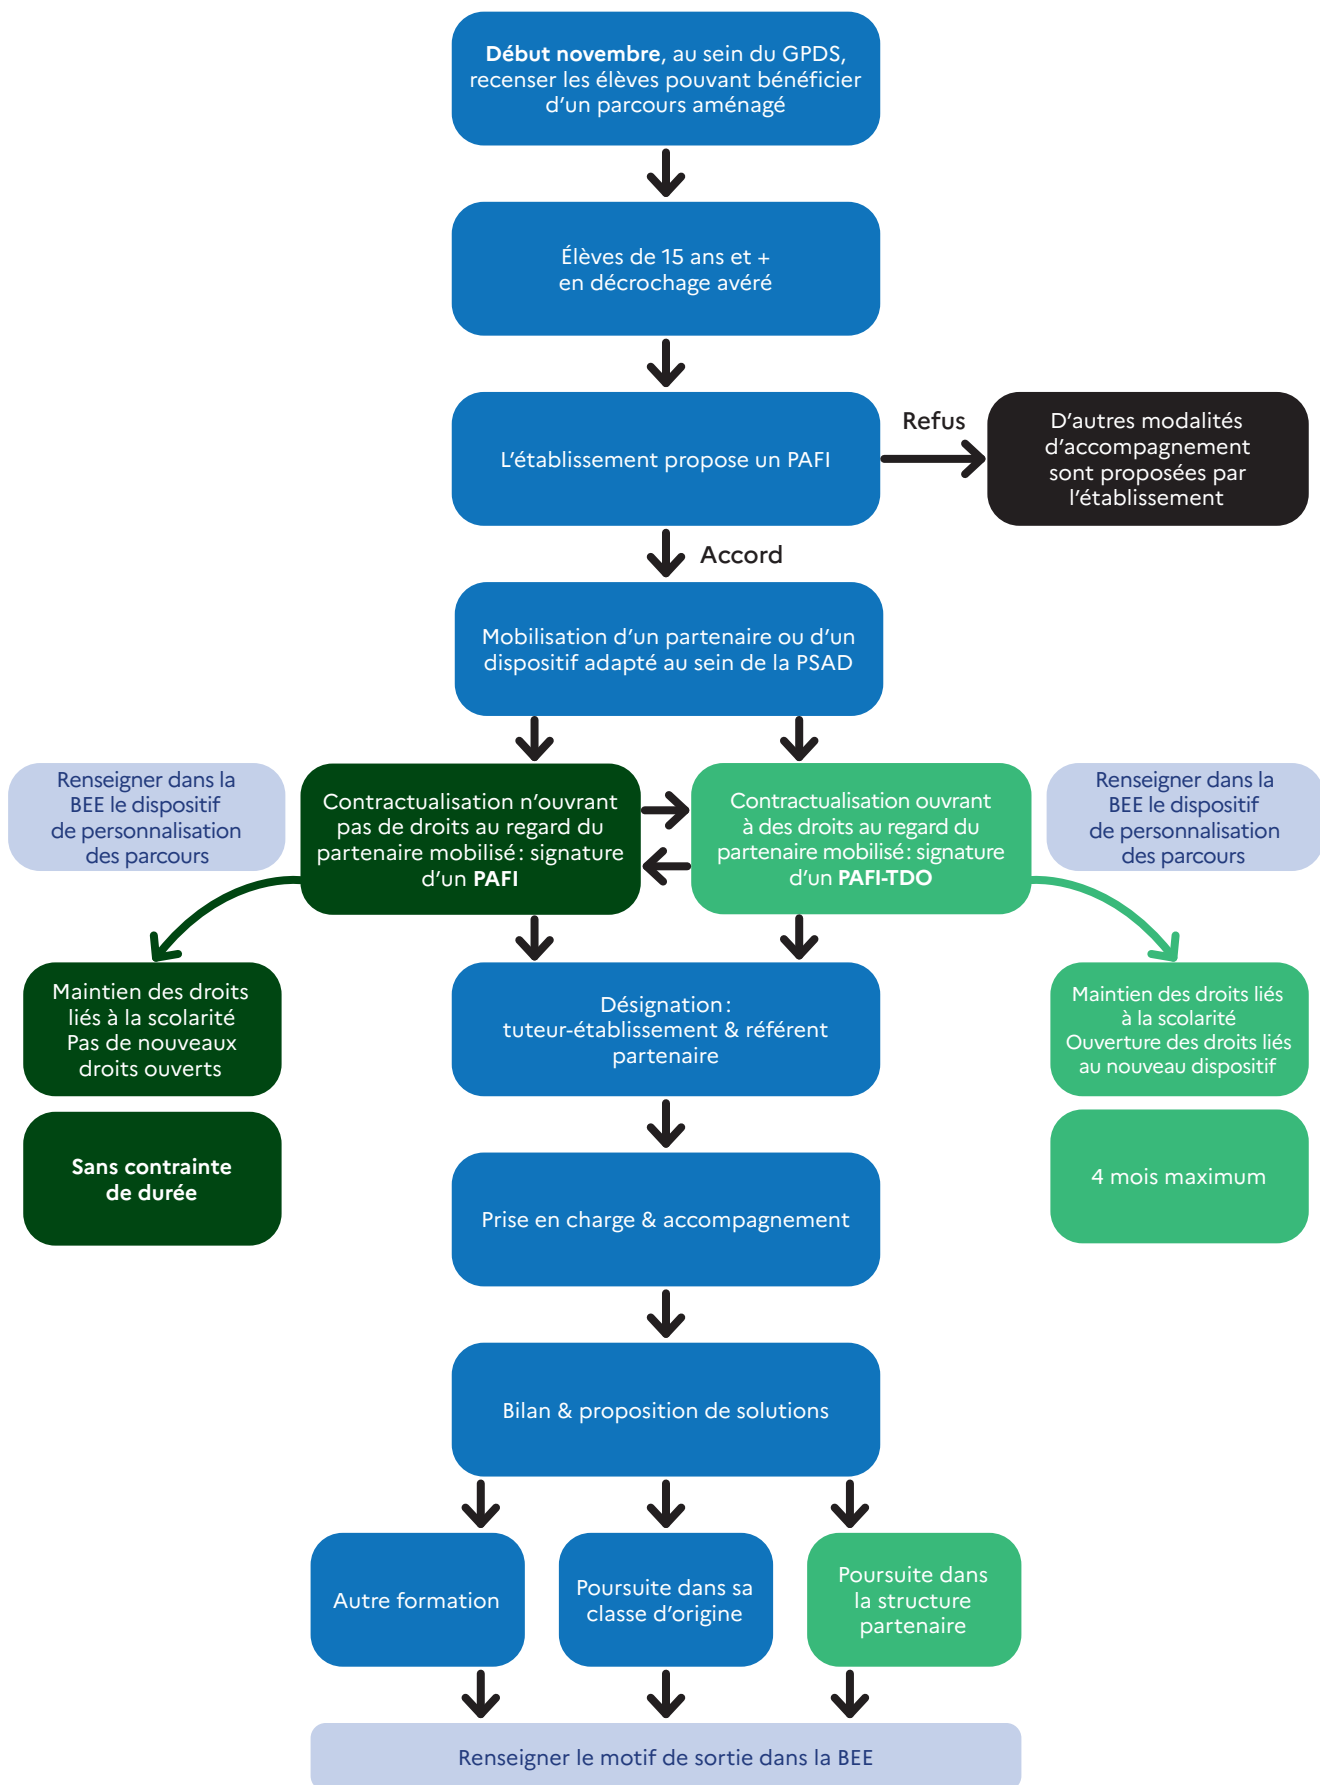 Début novembre, au sein du GPDS,
recenser les élèves pouvant bénéficier
d'un parcours aménagé
Élèves de 15 ans et +
en décrochage avéré
L'établissement propose un PAFI
Refus
D'autres modalités
d'accompagnement
sont proposées par
l'établissement
Accord
Mobilisation d'un partenaire ou d'un
dispositif adapté au sein de la PSAD
Renseigner dans la
BEE le dispositif
de personnalisation
des parcours
Contractualisation n'ouvrant
pas de droits au regard du
partenaire mobilisé : signature
d'un PAFI
Contractualisation ouvrant
à des droits au regard du
partenaire mobilisé : signature
d'un PAFI-TDO
Renseigner dans la
BEE le dispositif
de personnalisation
des parcours
Maintien des droits
liés à la scolarité
Pas de nouveaux
droits ouverts
Désignation :
tuteur-établissement & référent
partenaire
Maintien des droits liés
à la scolarité
Ouverture des droits liés
au nouveau dispositif
Sans contrainte
de durée
4 mois maximum
Prise en charge & accompagnement
Bilan & proposition de solutions
Autre formation
Poursuite dans sa
classe d'origine
Poursuite dans
la structure
partenaire
Renseigner le motif de sortie dans la BEE